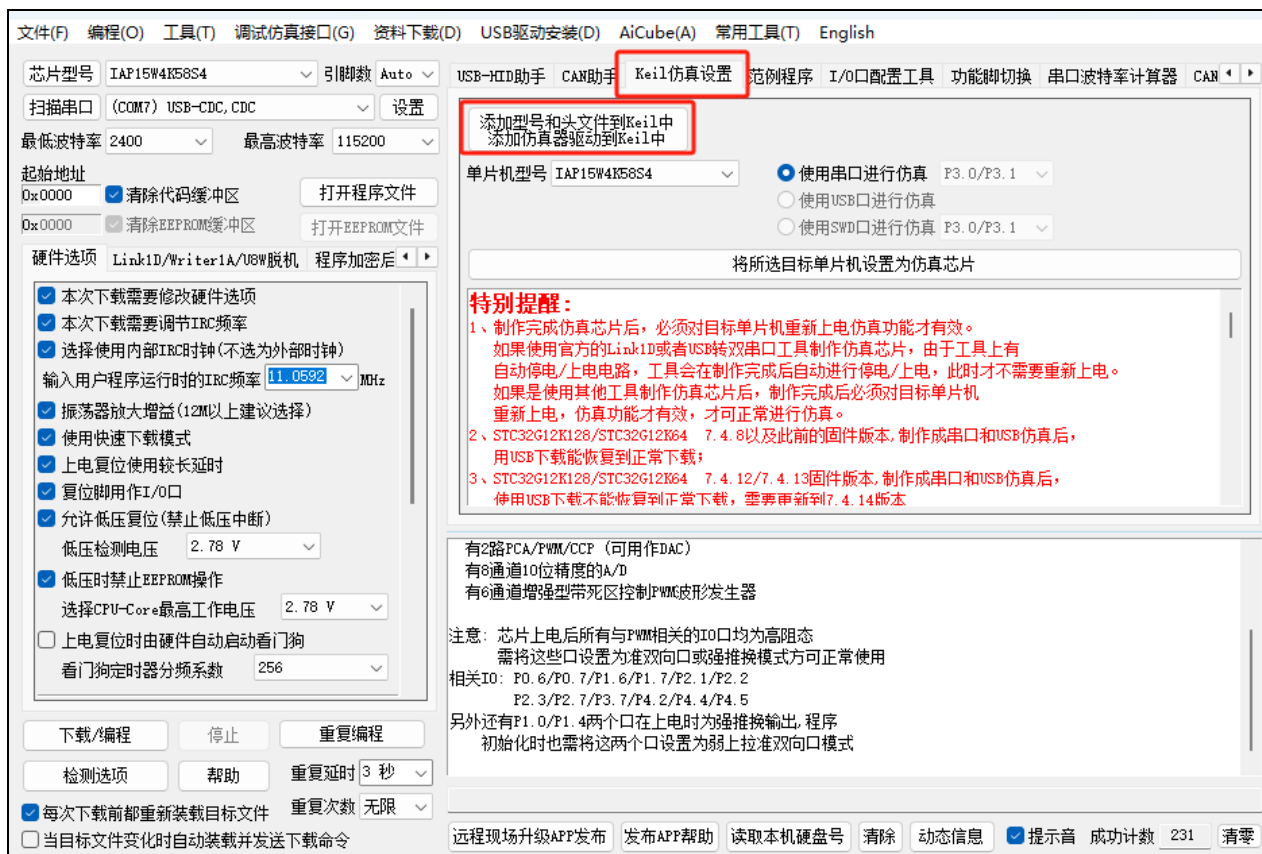 文件(F) 编程(O) 工具(T) 调试仿真接口(G) 资料下载(D) USB驱动安装(D) AiCube(A) 常用工具(T) English
芯片型号 IAP15W4K58S4 引脚数 Auto
扫描串口 (COM7) USB-CDC,CDC 设置
最低波特率 2400 最高波特率 115200
起始地址
0x0000 清除代码缓冲区 打开程序文件
0x0000 清除EEPROM缓冲区 打开EEPROM文件
硬件选项 Link1D/Writer1A/U8W脱机 程序加密后
本次下载需要修改硬件选项
本次下载需要调节IRC频率
选择使用内部IRC时钟(不选为外部时钟)
输入用户程序运行时的IRC频率 11.0592 MHz
振荡器放大增益(12M以上建议选择)
使用快速下载模式
上电复位使用较长延时
复位脚用作I/O口
允许低压复位(禁止低压中断)
低压检测电压 2.78 V
低压时禁止EEPROM操作
选择CPU-Core最高工作电压 2.78 V
上电复位时由硬件自动启动看门狗
看门狗定时器分频系数 256
下载/编程 停止 重复编程
检测选项 帮助 重复延时 3 秒
每次下载前都重新装载目标文件 重复次数 无限
当目标文件变化时自动装载并发送下载命令
USB-HID助手 CAN助手 Keil仿真设置 范例程序 I/O口配置工具 功能脚切换 串口波特率计算器 CAN
添加型号和头文件到Keil中
添加仿真器驱动到Keil中
单片机型号 IAP15W4K58S4 使用串口进行仿真 P3.0/P3.1
使用USB口进行仿真
使用SWD口进行仿真 P3.0/P3.1
将所选目标单片机设置为仿真芯片
特别提醒：
1、制作完成仿真芯片后，必须对目标单片机重新上电仿真功能才有效。
如果使用官方的Link1D或者USB转双串口工具制作仿真芯片，由于工具上有
自动停电/上电电路，工具会在制作完成后自动进行停电/上电，此时才不需要重新上电。
如果是使用其他工具制作仿真芯片后，制作完成后必须对目标单片机
重新上电，仿真功能才有效，才可正常进行仿真。
2、STC32G12K128/STC32G12K64 7.4.8以及此前的固件版本,制作成串口和USB仿真后，
用USB下载能恢复到正常下载；
3、STC32G12K128/STC32G12K64 7.4.12/7.4.13固件版本,制作成串口和USB仿真后，
使用USB下载不能恢复到正常下载，需要更新到7.4.14版本
有2路PCA/PWM/CCP (可用作DAC)
有8通道10位精度的A/D
有6通道增强型带死区控制PWM波形发生器
注意: 芯片上电后所有与PWM相关的IO口均为高阻态
需将这些口设置为准双向口或强推挽模式方可正常使用
相关IO: P0.6/P0.7/P1.6/P1.7/P2.1/P2.2
P2.3/P2.7/P3.7/P4.2/P4.4/P4.5
另外还有P1.0/P1.4两个口在上电时为强推挽输出,程序
初始化时也需将这两个口设置为弱上拉准双向口模式
远程现场升级APP发布 发布APP帮助 读取本机硬盘号 清除 动态信息 提示音 成功计数 231 清零